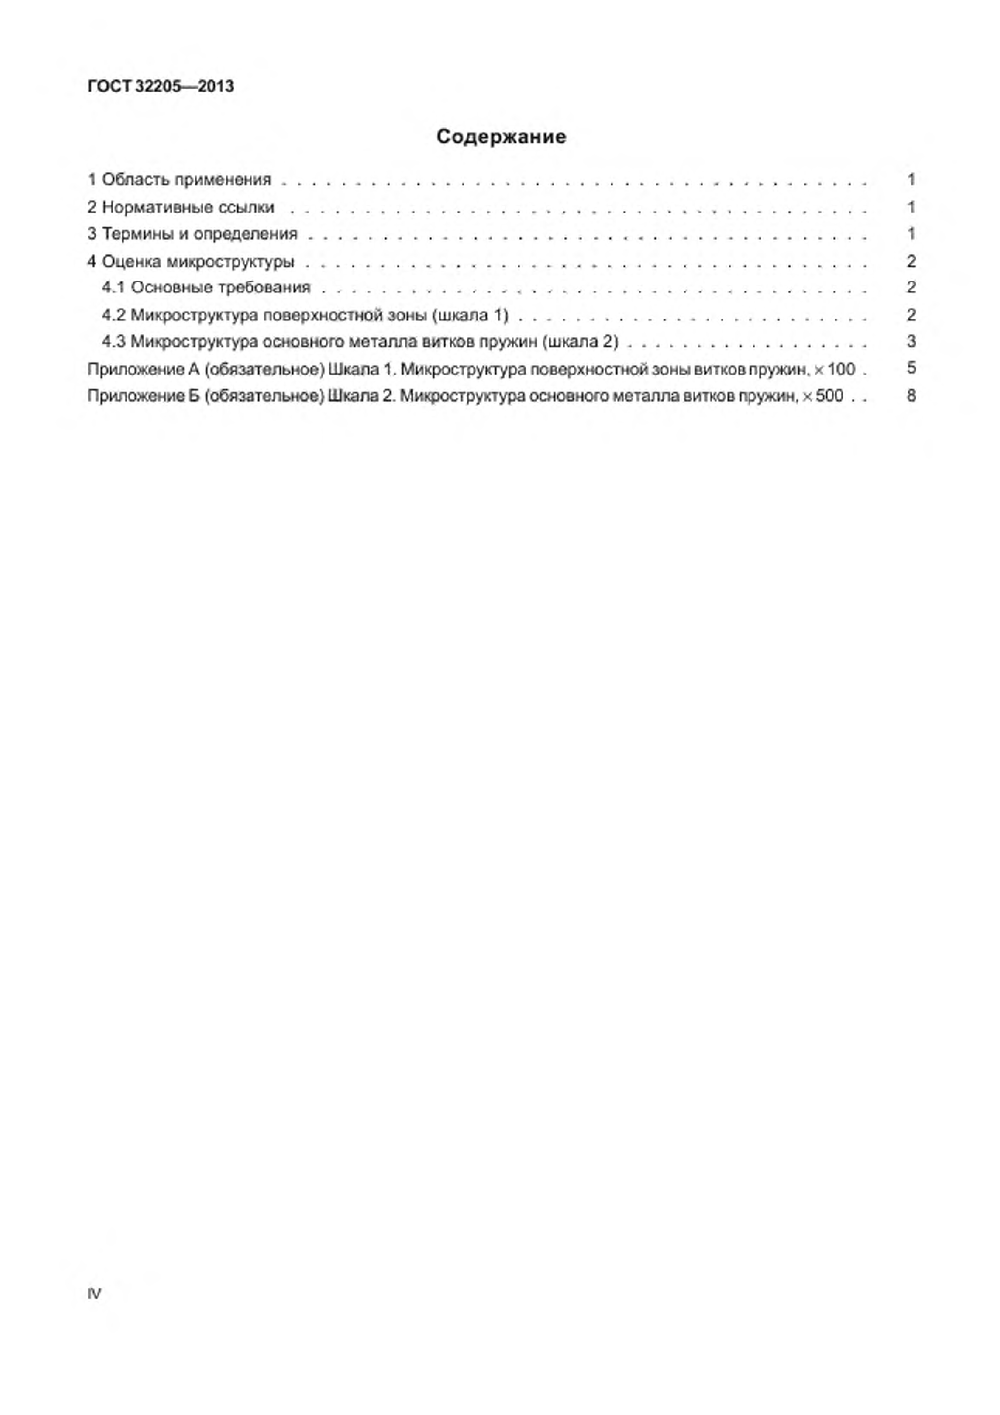 ГОСТ 32205—2013
Содержание
1 Область применения . . . . . . . . . . . . . . . . . . . . . . . . . . . . . . . . . . . . . . . . 1
2 Нормативные ссылки . . . . . . . . . . . . . . . . . . . . . . . . . . . . . . . . . . . . . . . 1
3 Термины и определения . . . . . . . . . . . . . . . . . . . . . . . . . . . . . . . . . . . . . . 1
4 Оценка микроструктуры . . . . . . . . . . . . . . . . . . . . . . . . . . . . . . . . . . . . . . 2
4.1 Основные требования . . . . . . . . . . . . . . . . . . . . . . . . . . . . . . . . . . . . . 2
4.2 Микроструктура поверхностной зоны (шкала 1) . . . . . . . . . . . . . . . . . . . . . . . . . 2
4.3 Микроструктура основного металла витков пружин (шкала 2) . . . . . . . . . . . . . . . . . . 3
Приложение А (обязательное) Шкала 1. Микроструктура поверхностной зоны витков пружин, × 100 . 5
Приложение Б (обязательное) Шкала 2. Микроструктура основного металла витков пружин, × 500 . . 8
IV